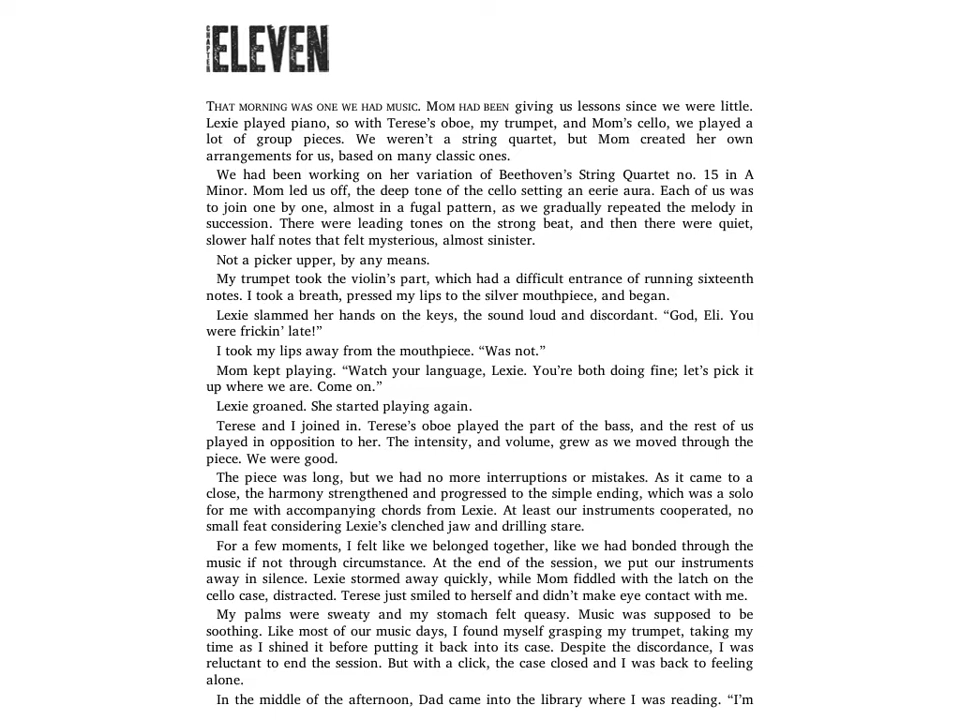 CHAPTER ELEVEN
THAT MORNING WAS ONE WE HAD MUSIC. MOM HAD BEEN giving us lessons since we were little.
Lexie played piano, so with Terese’s oboe, my trumpet, and Mom’s cello, we played a
lot of group pieces. We weren’t a string quartet, but Mom created her own
arrangements for us, based on many classic ones.
We had been working on her variation of Beethoven’s String Quartet no. 15 in A
Minor. Mom led us off, the deep tone of the cello setting an eerie aura. Each of us was
to join one by one, almost in a fugal pattern, as we gradually repeated the melody in
succession. There were leading tones on the strong beat, and then there were quiet,
slower half notes that felt mysterious, almost sinister.
Not a picker upper, by any means.
My trumpet took the violin’s part, which had a difficult entrance of running sixteenth
notes. I took a breath, pressed my lips to the silver mouthpiece, and began.
Lexie slammed her hands on the keys, the sound loud and discordant. “God, Eli. You
were frickin’ late!”
I took my lips away from the mouthpiece. “Was not.”
Mom kept playing. “Watch your language, Lexie. You’re both doing fine; let’s pick it
up where we are. Come on.”
Lexie groaned. She started playing again.
Terese and I joined in. Terese’s oboe played the part of the bass, and the rest of us
played in opposition to her. The intensity, and volume, grew as we moved through the
piece. We were good.
The piece was long, but we had no more interruptions or mistakes. As it came to a
close, the harmony strengthened and progressed to the simple ending, which was a solo
for me with accompanying chords from Lexie. At least our instruments cooperated, no
small feat considering Lexie’s clenched jaw and drilling stare.
For a few moments, I felt like we belonged together, like we had bonded through the
music if not through circumstance. At the end of the session, we put our instruments
away in silence. Lexie stormed away quickly, while Mom fiddled with the latch on the
cello case, distracted. Terese just smiled to herself and didn’t make eye contact with me.
My palms were sweaty and my stomach felt queasy. Music was supposed to be
soothing. Like most of our music days, I found myself grasping my trumpet, taking my
time as I shined it before putting it back into its case. Despite the discordance, I was
reluctant to end the session. But with a click, the case closed and I was back to feeling
alone.
In the middle of the afternoon, Dad came into the library where I was reading. “I’m